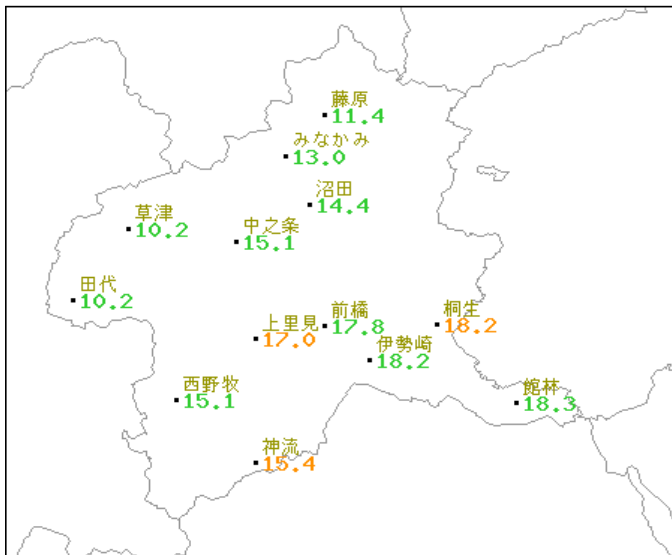 藤原
11.4
みなかみ
13.0
沼田
14.4
草津
10.2
中之条
15.1
田代
10.2
前橋
17.8
桐生
18.2
上里見
17.0
伊勢崎
18.2
西野牧
15.1
館林
18.3
神流
15.4